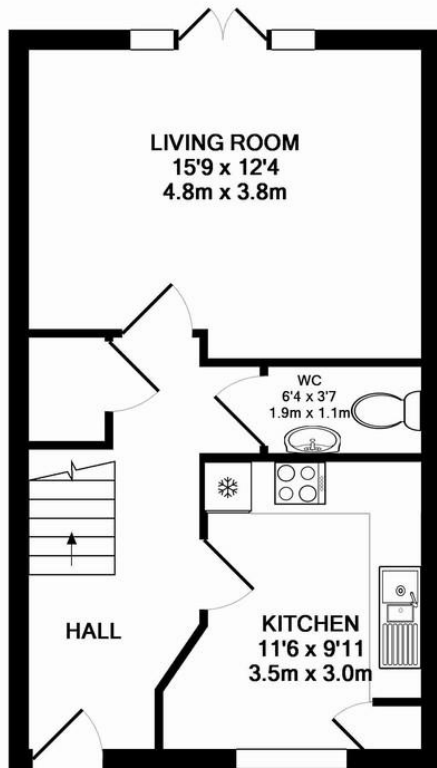 LIVING ROOM
15'9 x 12'4
4.8m x 3.8m
WC
6'4 x 3'7
1.9m x 1.1m
HALL
KITCHEN
11'6 x 9'11
3.5m x 3.0m